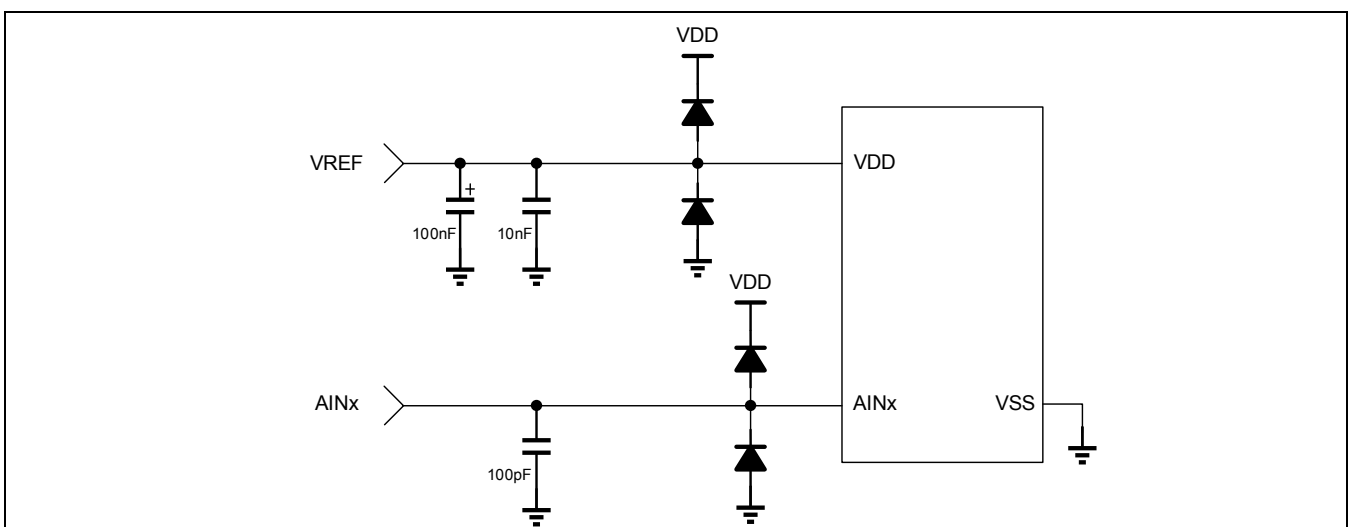 VDD
VREF
VDD
+
100nF
10nF
VDD
AINx
AINx
VSS
100pF